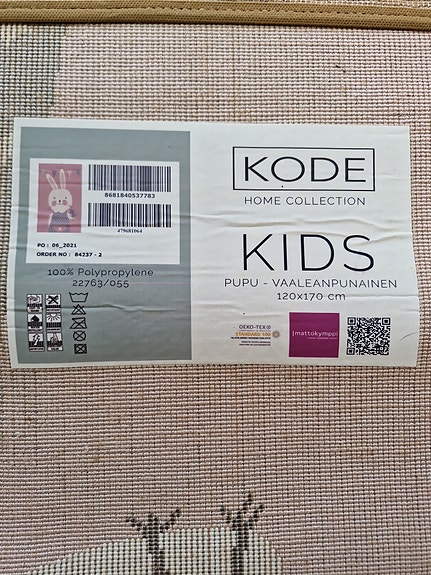 KODE
HOME COLLECTION
KIDS
PUPU - VAALEANPUNAINEN
120x170 cm
8681840537783
479681064
PO : 06_2021
ORDER NO : 84237 - 2
100% Polypropylene
22763/055
OEKO-TEX®
STANDARD 100
mattokymppi